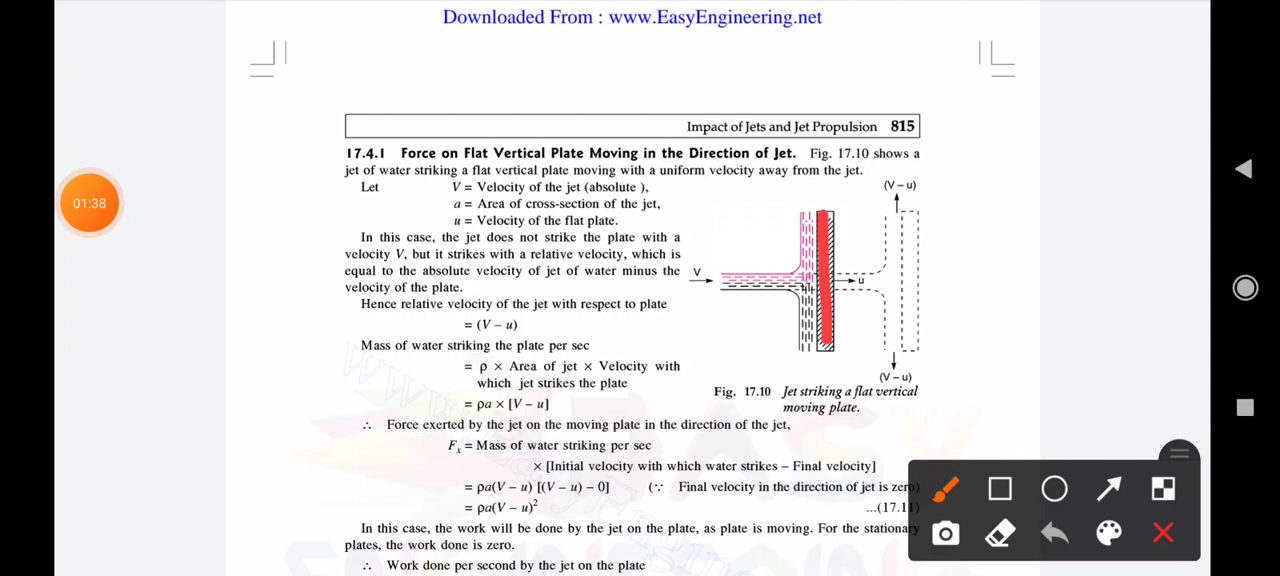 Downloaded From : www.EasyEngineering.net
Impact of Jets and Jet Propulsion 815
17.4.1 Force on Flat Vertical Plate Moving in the Direction of Jet. Fig. 17.10 shows a
jet of water striking a flat vertical plate moving with a uniform velocity away from the jet.
Let V = Velocity of the jet (absolute ),
a = Area of cross-section of the jet,
u = Velocity of the flat plate.
In this case, the jet does not strike the plate with a
velocity V, but it strikes with a relative velocity, which is
equal to the absolute velocity of jet of water minus the
velocity of the plate.
Hence relative velocity of the jet with respect to plate
= (V – u)
Mass of water striking the plate per sec
= ρ × Area of jet × Velocity with
which jet strikes the plate
= ρa × [V – u]
(V – u)
V
u
(V – u)
Fig. 17.10 Jet striking a flat vertical
moving plate.
∴ Force exerted by the jet on the moving plate in the direction of the jet,
Fx = Mass of water striking per sec
× [Initial velocity with which water strikes – Final velocity]
= ρa(V – u) [(V – u) – 0] (∵ Final velocity in the direction of jet is zero)
= ρa(V – u)² ...(17.11)
In this case, the work will be done by the jet on the plate, as plate is moving. For the stationary
plates, the work done is zero.
∴ Work done per second by the jet on the plate
01:38